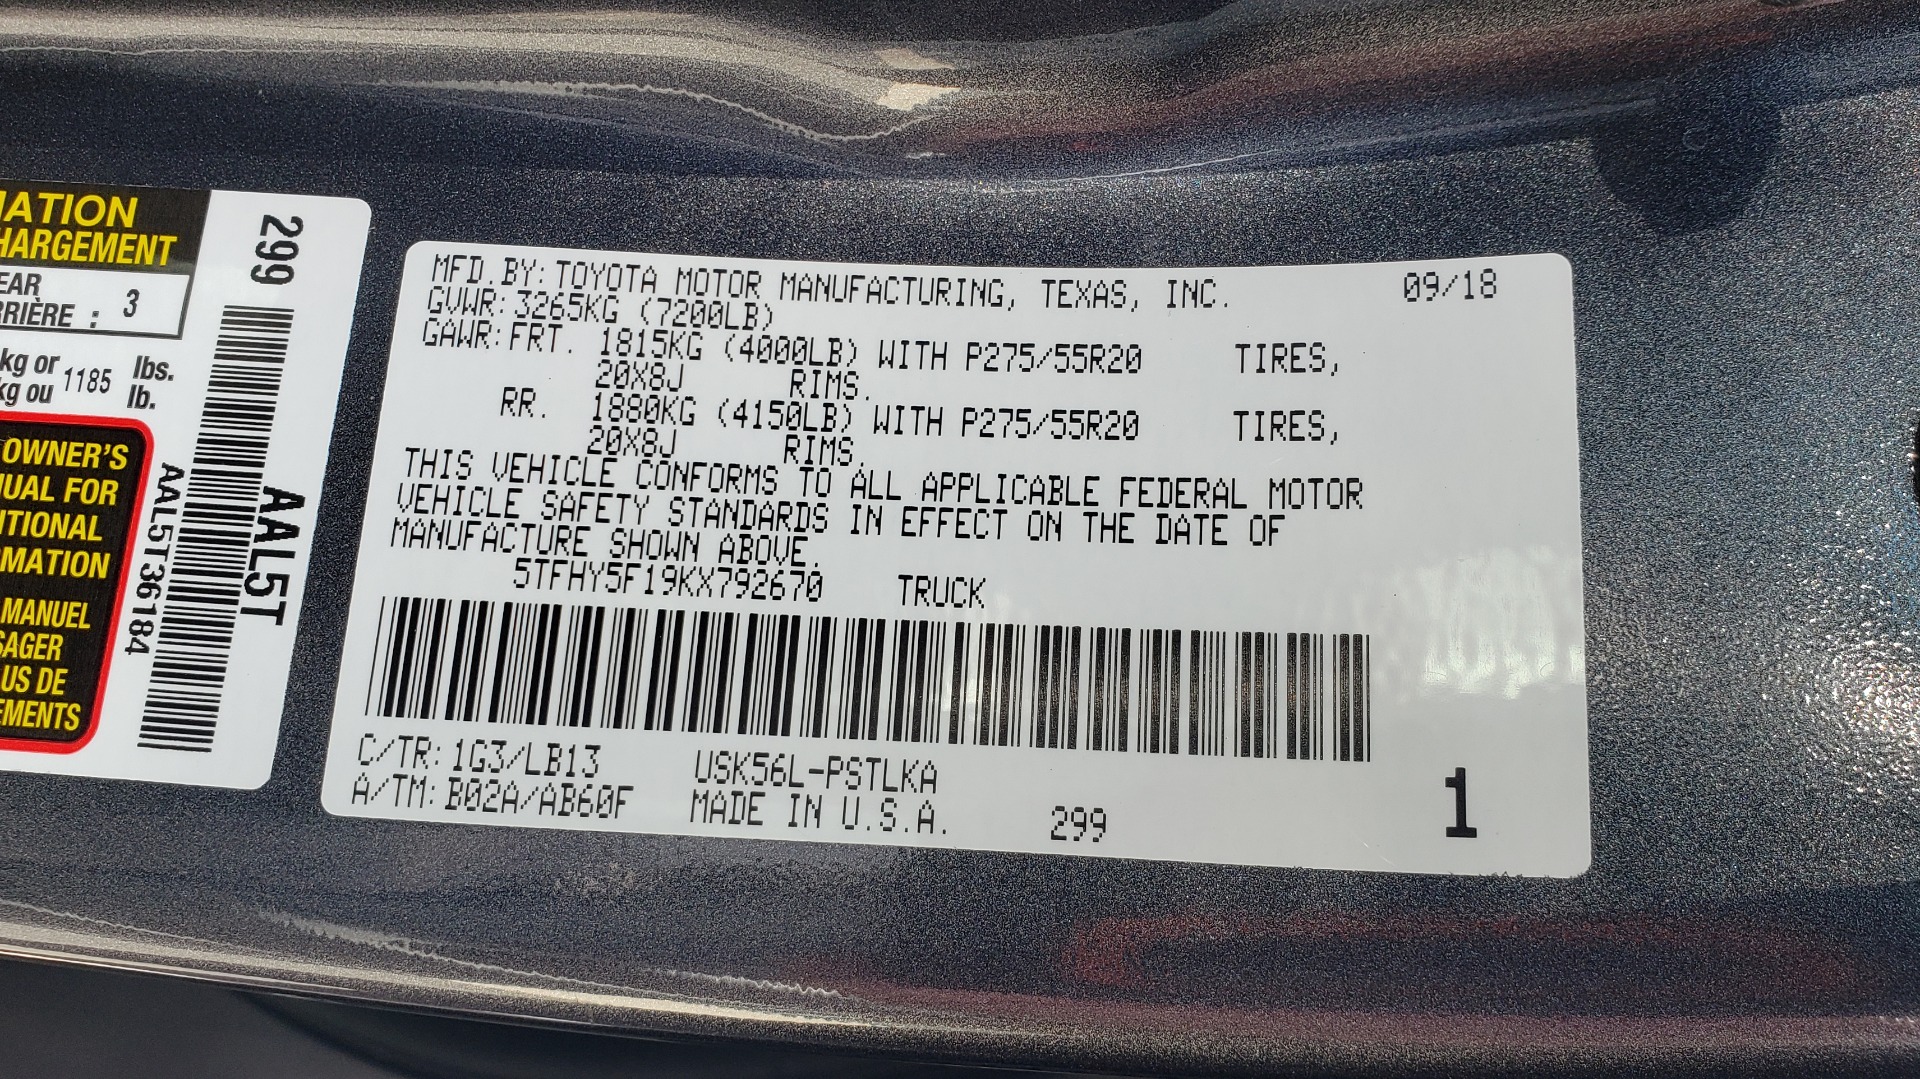 MATION
HARGEMENT
EAR
RRIÈRE : 3
kg or 1185 lbs.
kg ou lb.
OWNER'S
UAL FOR
ITIONAL
MATION
MANUEL
SAGER
US DE
EMENTS
299
AAL5T
AAL5T36184
MFD. BY: TOYOTA MOTOR MANUFACTURING, TEXAS, INC. 09/18
GVWR: 3265KG (7200LB)
GAWR: FRT. 1815KG (4000LB) WITH P275/55R20 TIRES,
20X8J RIMS.
RR. 1880KG (4150LB) WITH P275/55R20 TIRES,
20X8J RIMS.
THIS VEHICLE CONFORMS TO ALL APPLICABLE FEDERAL MOTOR
VEHICLE SAFETY STANDARDS IN EFFECT ON THE DATE OF
MANUFACTURE SHOWN ABOVE.
5TFHY5F19KX792670 TRUCK
C/TR: 1G3/LB13 USK56L-PSTLKA
A/TM: B02A/AB60F MADE IN U.S.A. 299 1